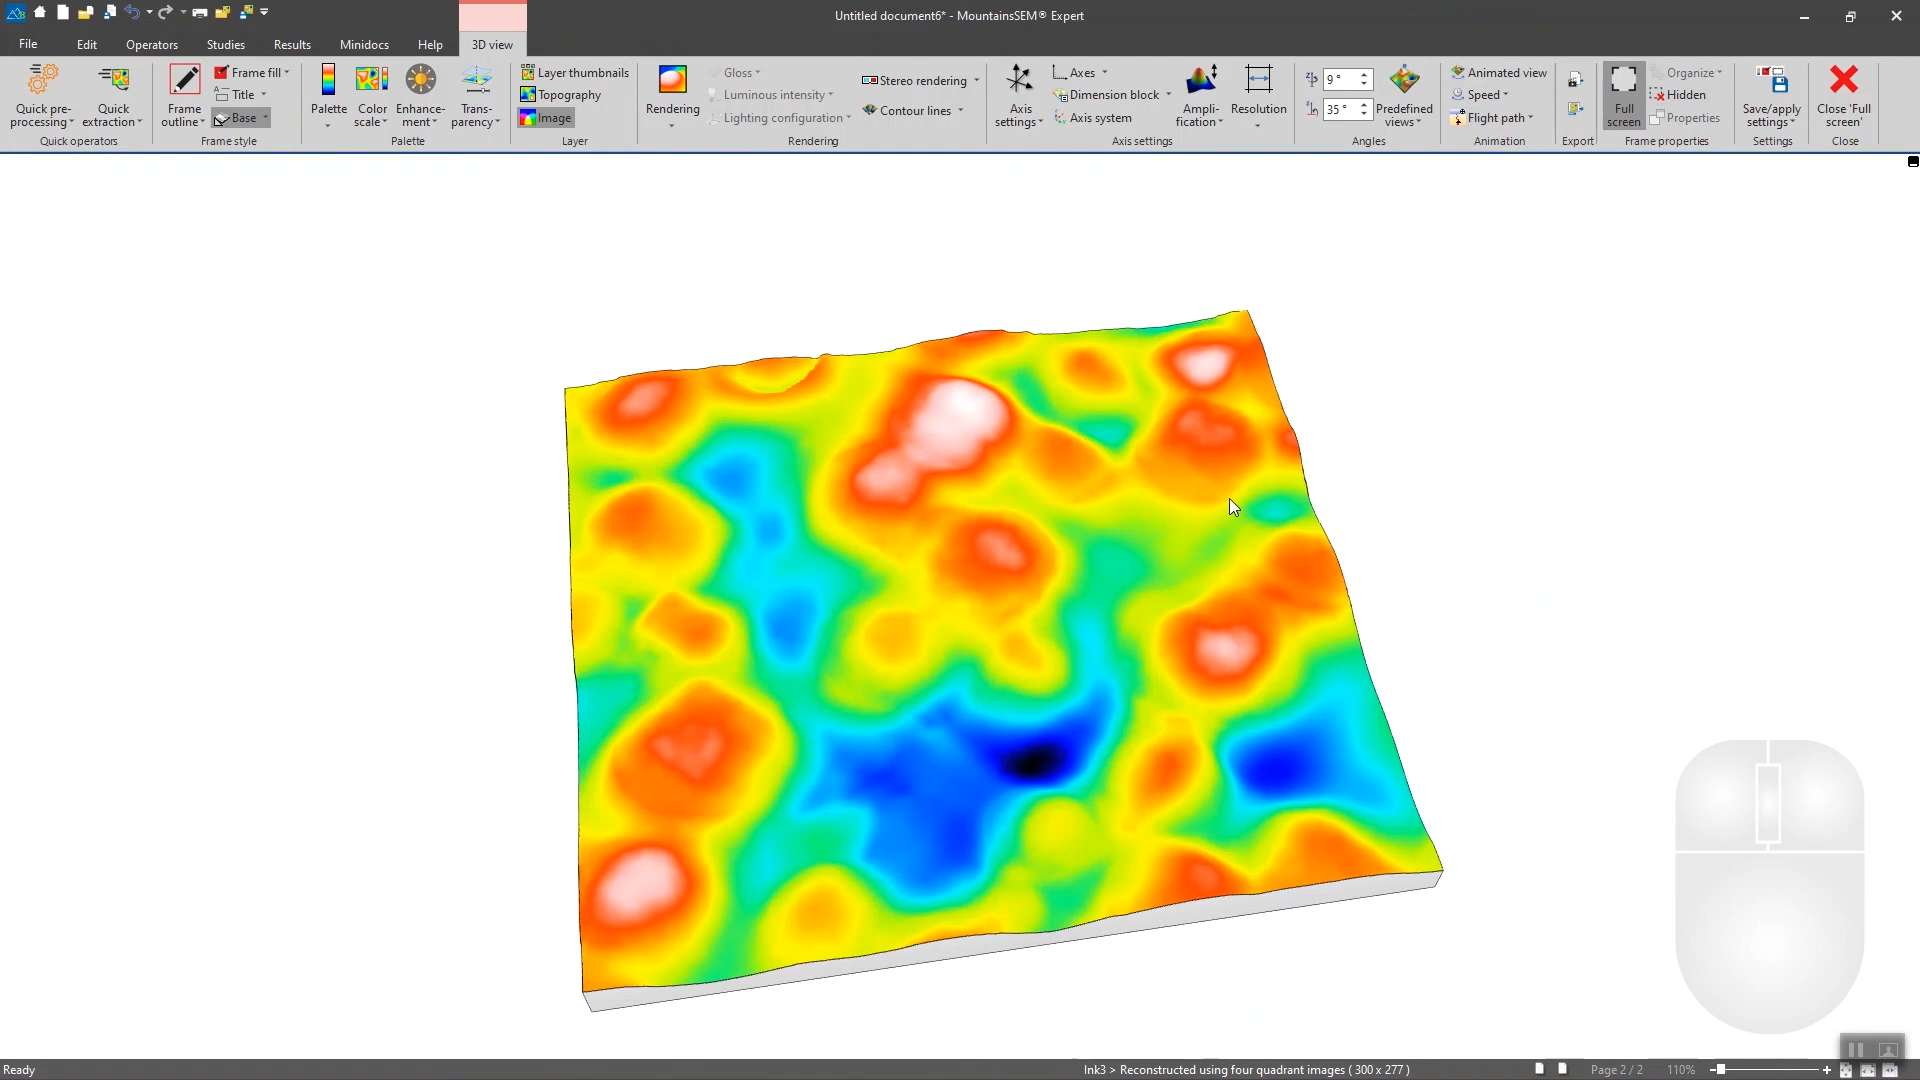 Untitled document6* - MountainsSEM® Expert
File Edit Operators Studies Results Minidocs Help 3D view
Quick pre-processing
Quick extraction
Quick operators
Frame outline
Frame fill
Title
Base
Frame style
Palette
Color scale
Enhance-ment
Trans-parency
Palette
Layer thumbnails
Topography
Image
Layer
Rendering
Gloss
Luminous intensity
Lighting configuration
Stereo rendering
Contour lines
Rendering
Axis settings
Axes
Dimension block
Axis system
Ampli-fication
Resolution
Axis settings
9 °
35 °
Predefined views
Angles
Animated view
Speed
Flight path
Animation
Export
Full screen
Organize
Hidden
Properties
Frame properties
Save/apply settings
Settings
Close 'Full screen'
Close
Ready
Ink3 > Reconstructed using four quadrant images ( 300 x 277 )
Page 2 / 2
110%